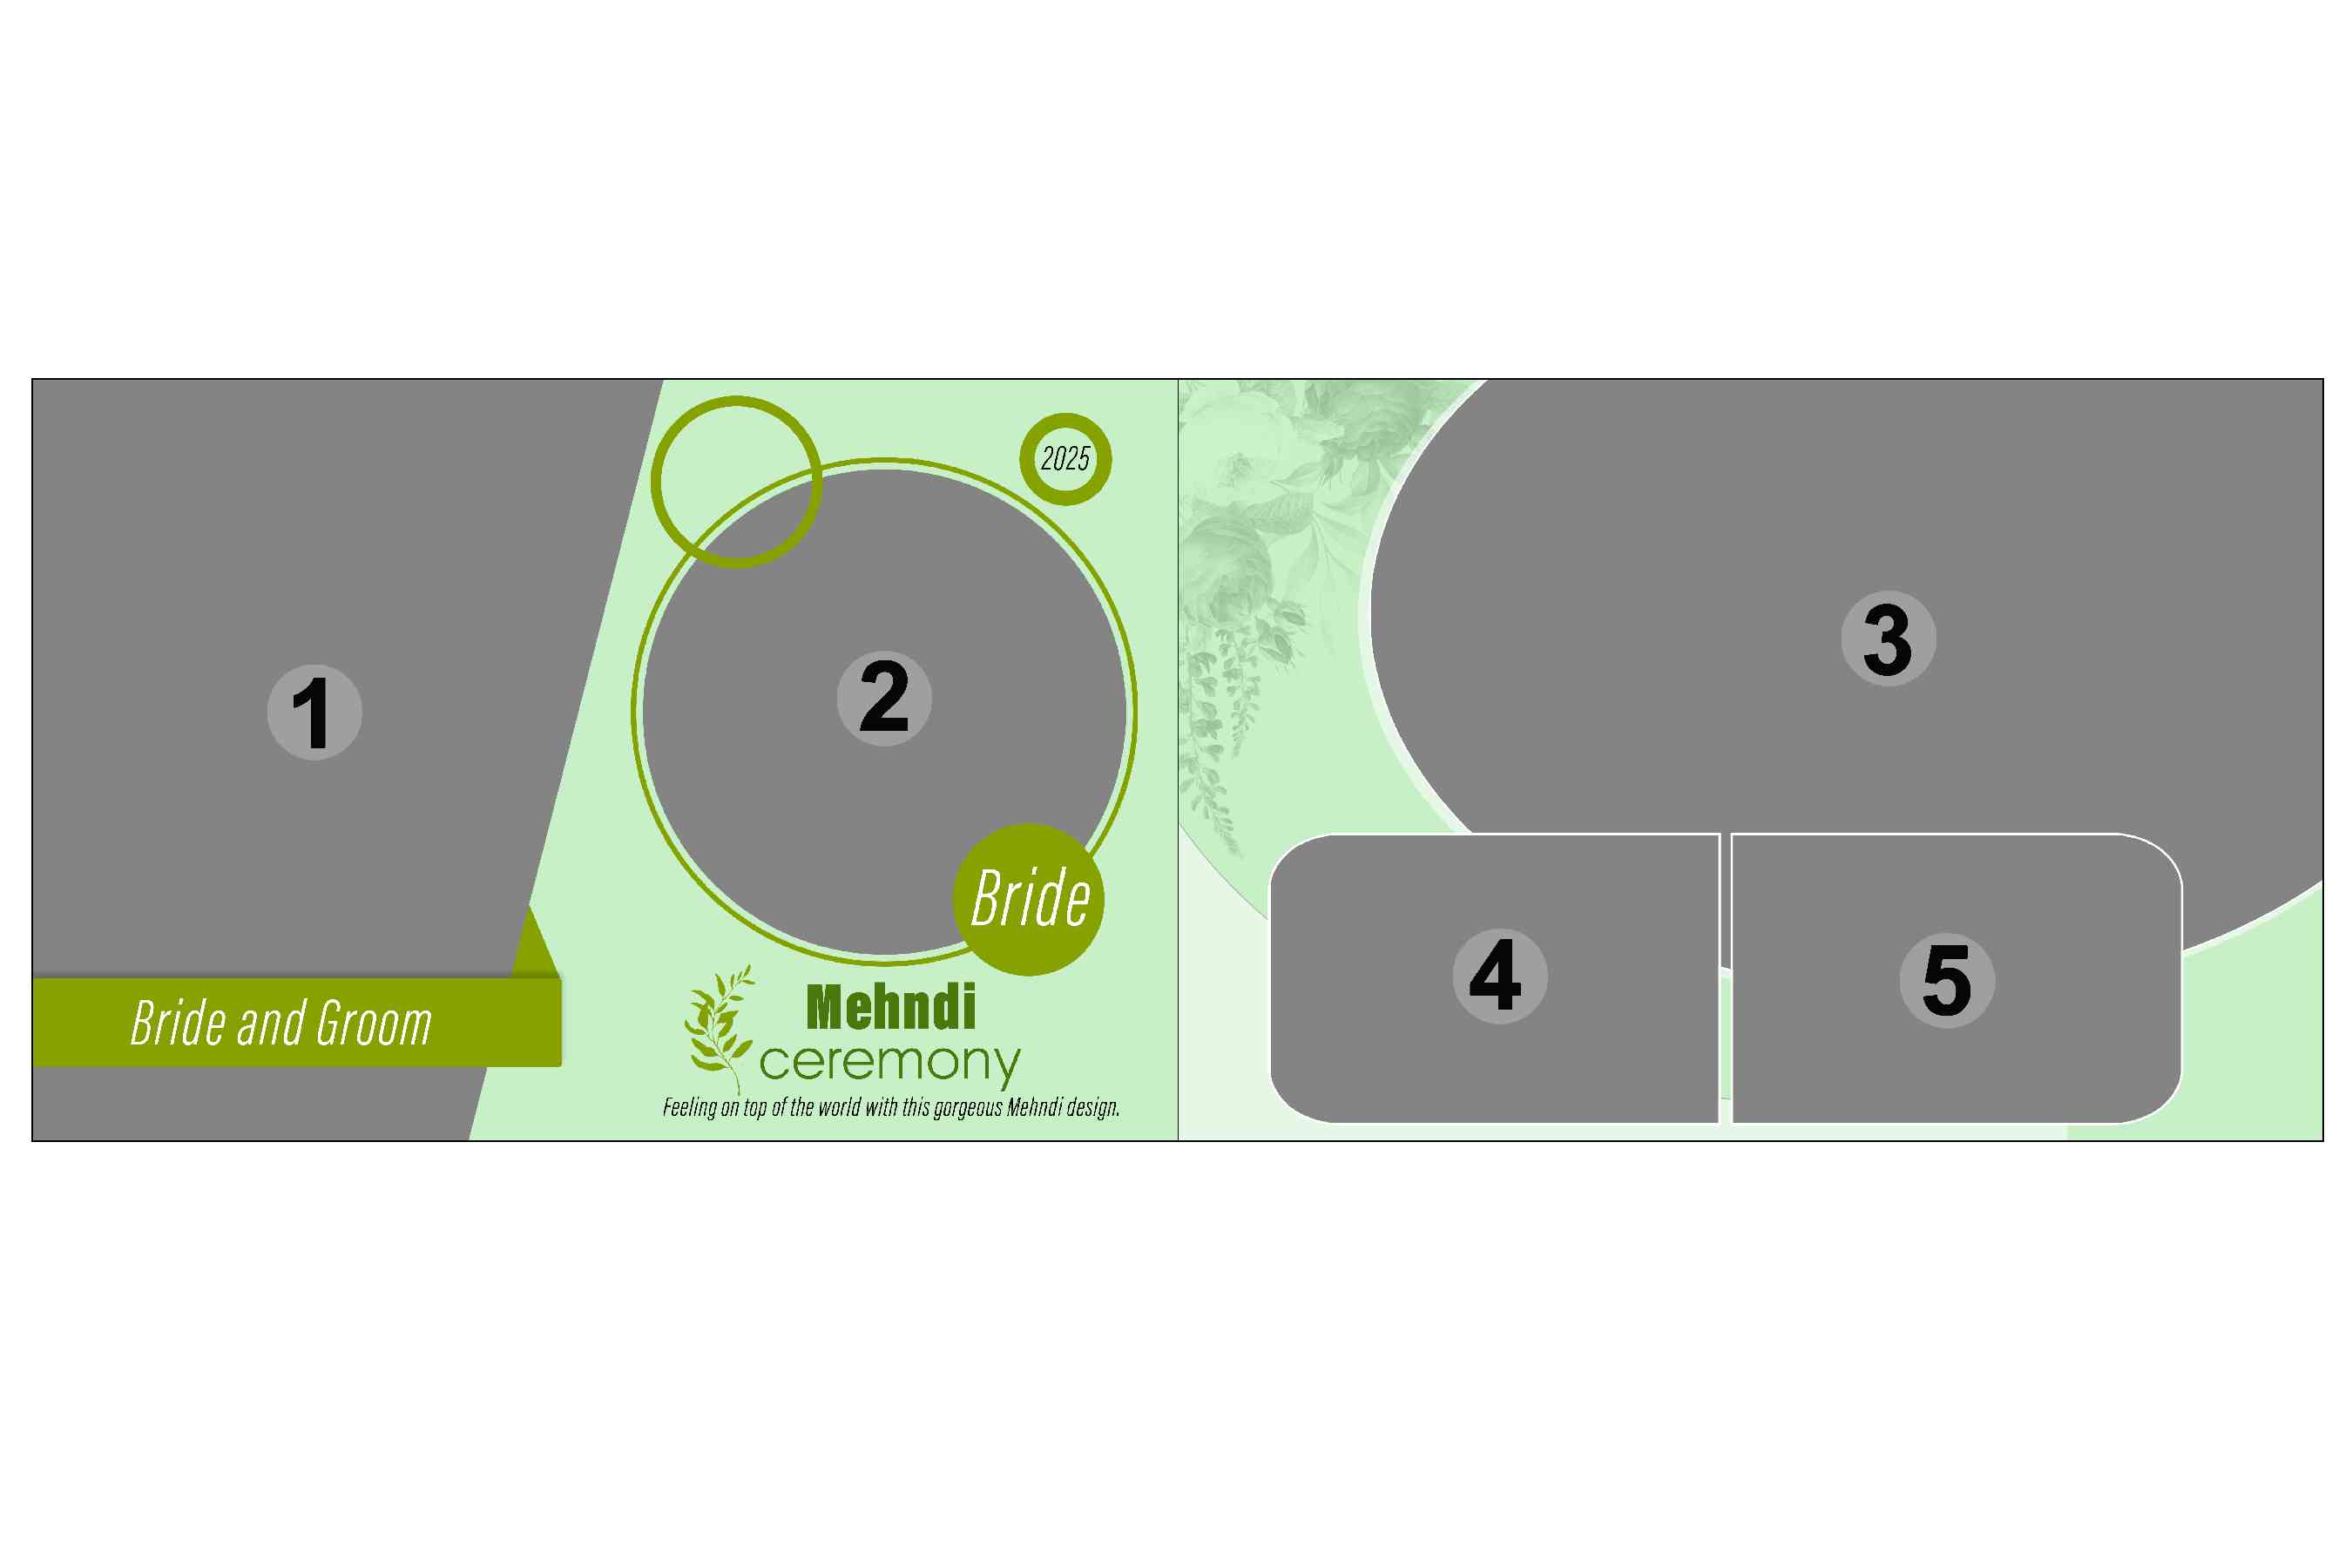 1
Bride and Groom
2025
2
Bride
Mehndi
ceremony
Feeling on top of the world with this gorgeous Mehndi design.
3
4
5